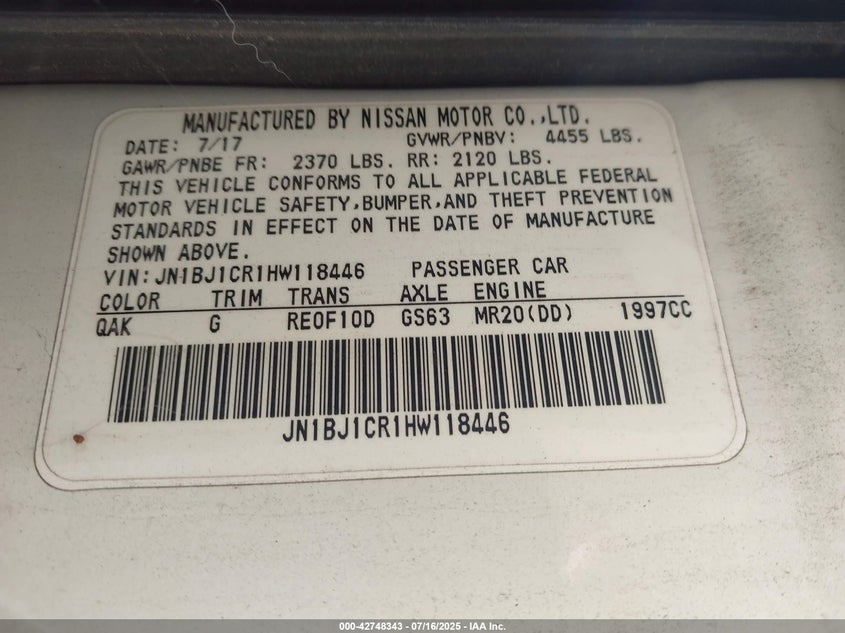 MANUFACTURED BY NISSAN MOTOR CO.,LTD.
DATE: 7/17 GVWR/PNBV: 4455 LBS.
GAWR/PNBE FR: 2370 LBS. RR: 2120 LBS.
THIS VEHICLE CONFORMS TO ALL APPLICABLE FEDERAL
MOTOR VEHICLE SAFETY,BUMPER,AND THEFT PREVENTION
STANDARDS IN EFFECT ON THE DATE OF MANUFACTURE
SHOWN ABOVE.
VIN:JN1BJ1CR1HW118446 PASSENGER CAR
COLOR TRIM TRANS AXLE ENGINE
QAK G RE0F10D GS63 MR20(DD) 1997CC
JN1BJ1CR1HW118446
000-42748343 - 07/16/2025 - IAA Inc.